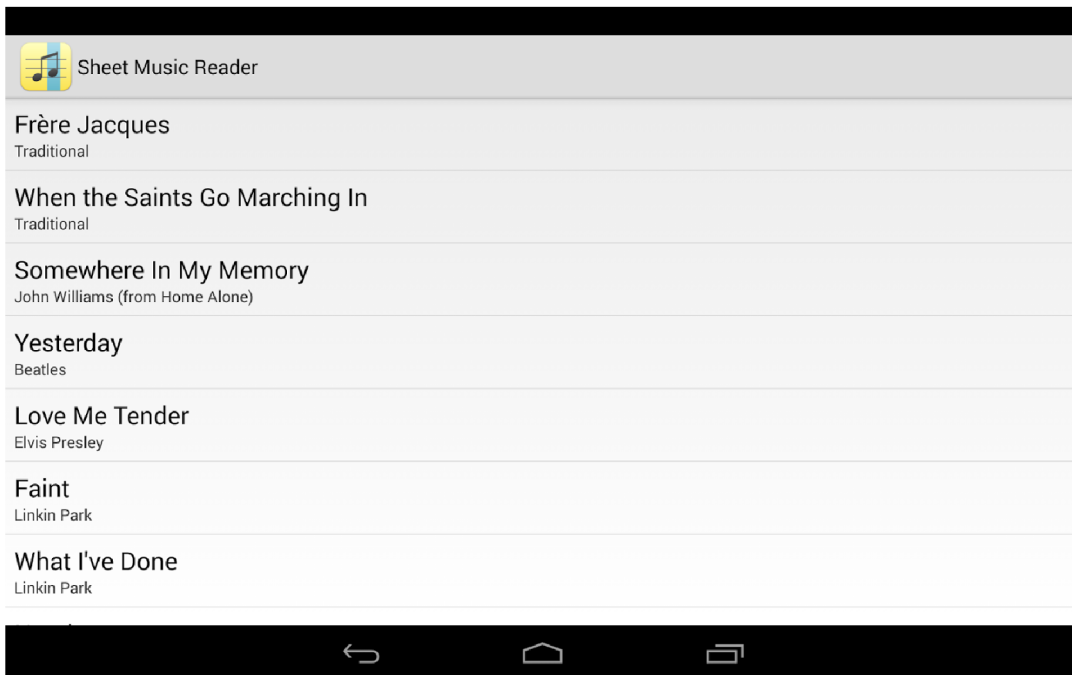 Sheet Music Reader
Frère Jacques
Traditional
When the Saints Go Marching In
Traditional
Somewhere In My Memory
John Williams (from Home Alone)
Yesterday
Beatles
Love Me Tender
Elvis Presley
Faint
Linkin Park
What I've Done
Linkin Park